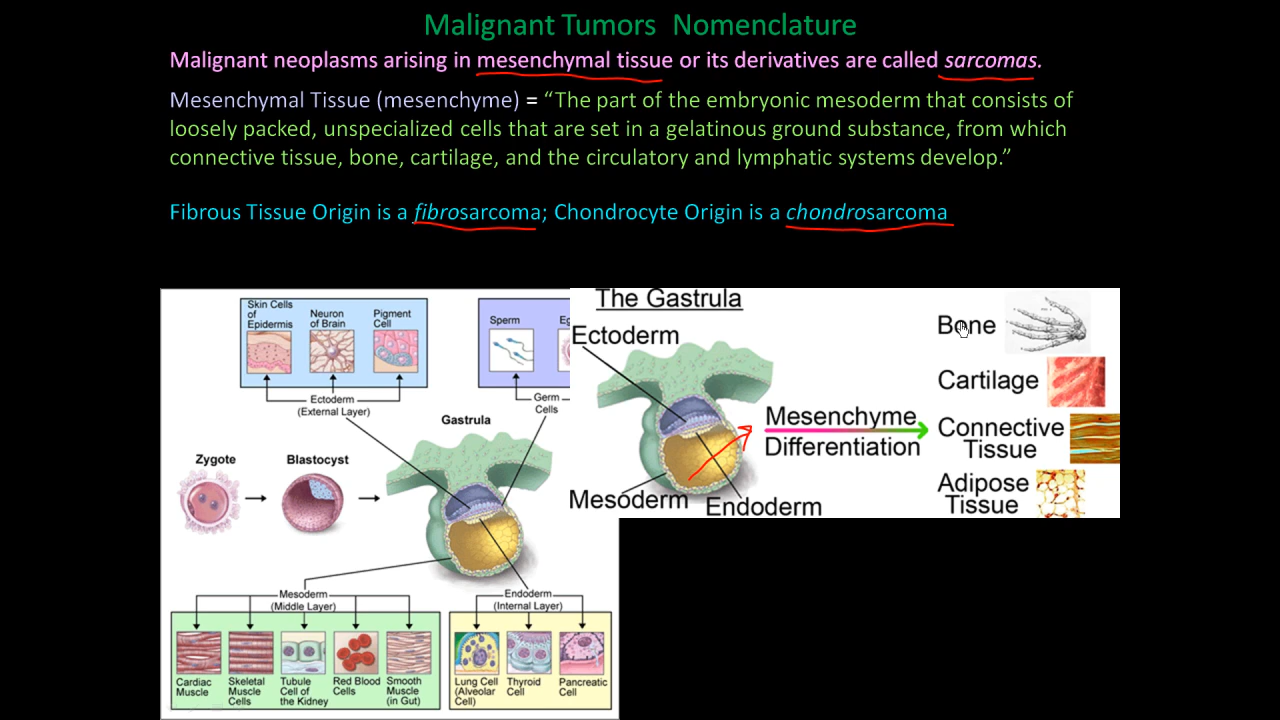 Malignant Tumors Nomenclature
Malignant neoplasms arising in mesenchymal tissue or its derivatives are called sarcomas.
Mesenchymal Tissue (mesenchyme) = “The part of the embryonic mesoderm that consists of
loosely packed, unspecialized cells that are set in a gelatinous ground substance, from which
connective tissue, bone, cartilage, and the circulatory and lymphatic systems develop.”
Fibrous Tissue Origin is a fibrosarcoma; Chondrocyte Origin is a chondrosarcoma
Skin Cells
of
Epidermis
Neuron
of Brain
Pigment
Cell
Ectoderm
(External Layer)
Sperm
Eg
Germ
Cells
Gastrula
Zygote
Blastocyst
Mesoderm
(Middle Layer)
Cardiac
Muscle
Skeletal
Muscle
Cells
Tubule
Cell of
the Kidney
Red Blood
Cells
Smooth
Muscle
(in Gut)
Endoderm
(Internal Layer)
Lung Cell
(Alveolar
Cell)
Thyroid
Cell
Pancreatic
Cell
The Gastrula
Ectoderm
Mesoderm
Endoderm
Mesenchyme
Differentiation
Bone
Cartilage
Connective
Tissue
Adipose
Tissue